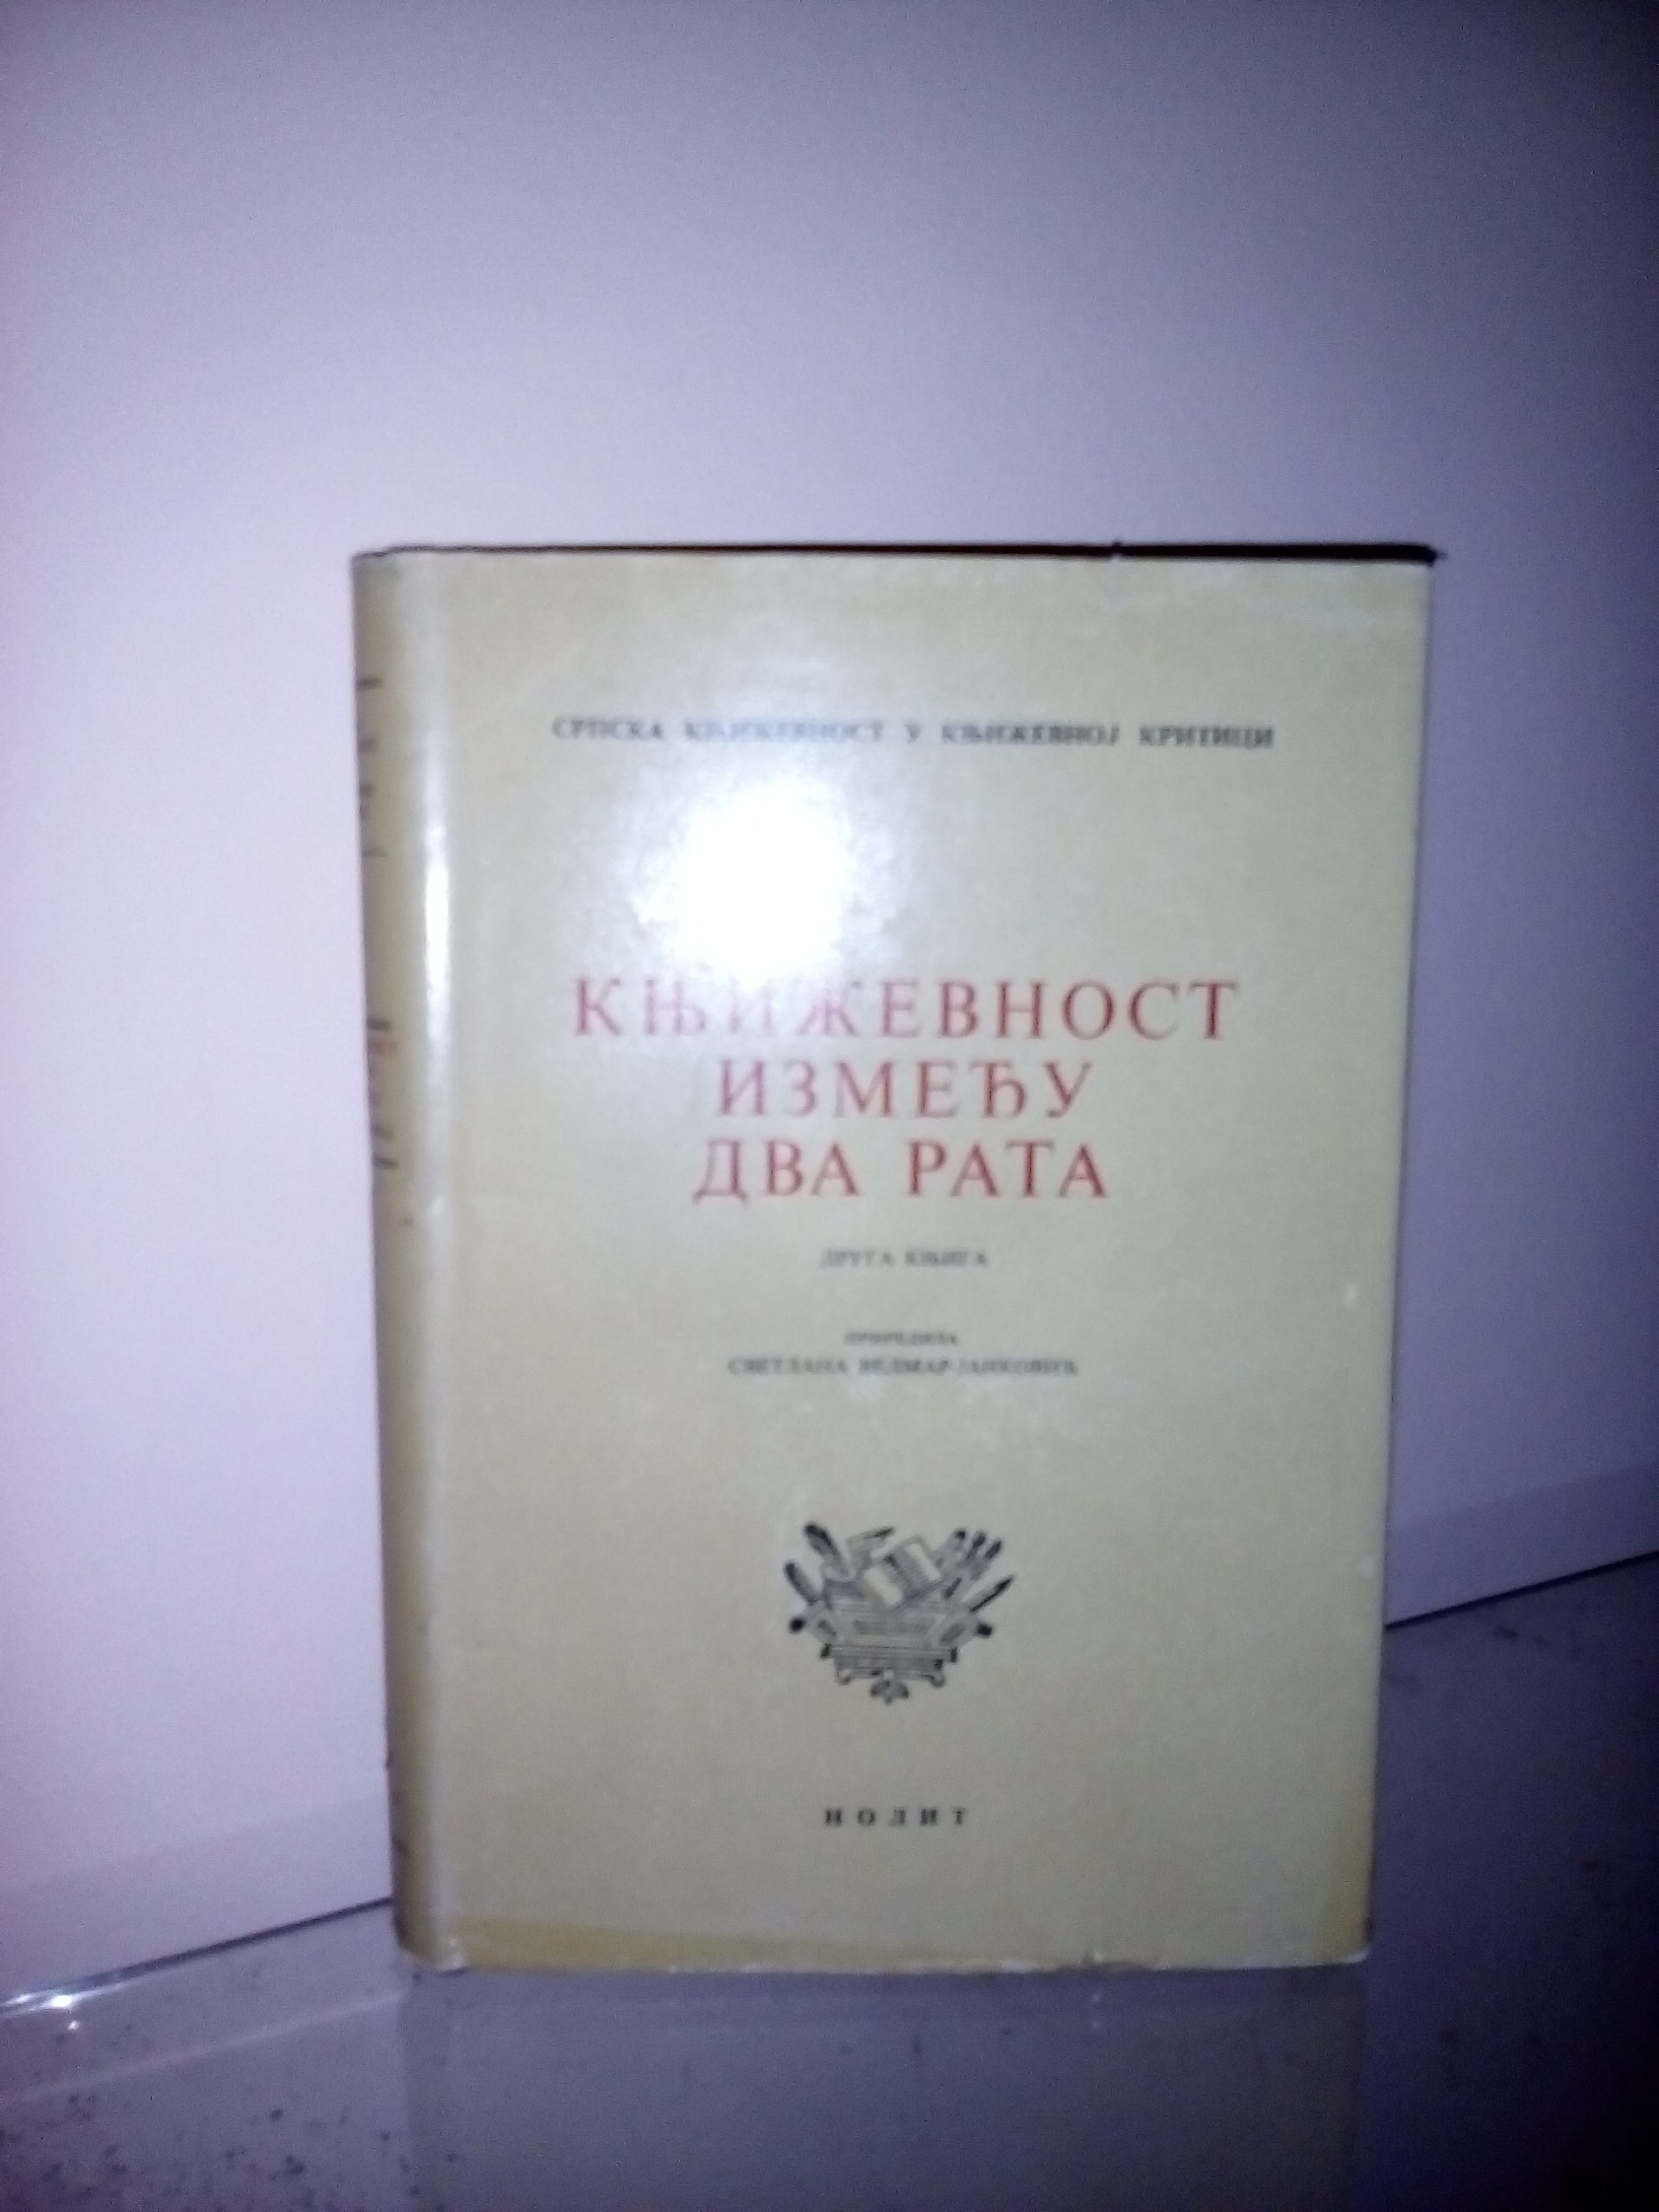 СРПСКА КЊИЖЕВНОСТ У КЊИЖЕВНОЈ КРИТИЦИ
КЊИЖЕВНОСТ
ИЗМЕЂУ
ДВА РАТА
ДРУГА КЊИГА
ПРИРЕДИЛА
СВЕТЛАНА ВЕЛМАР-ЈАНКОВИЋ
НОЛИТ